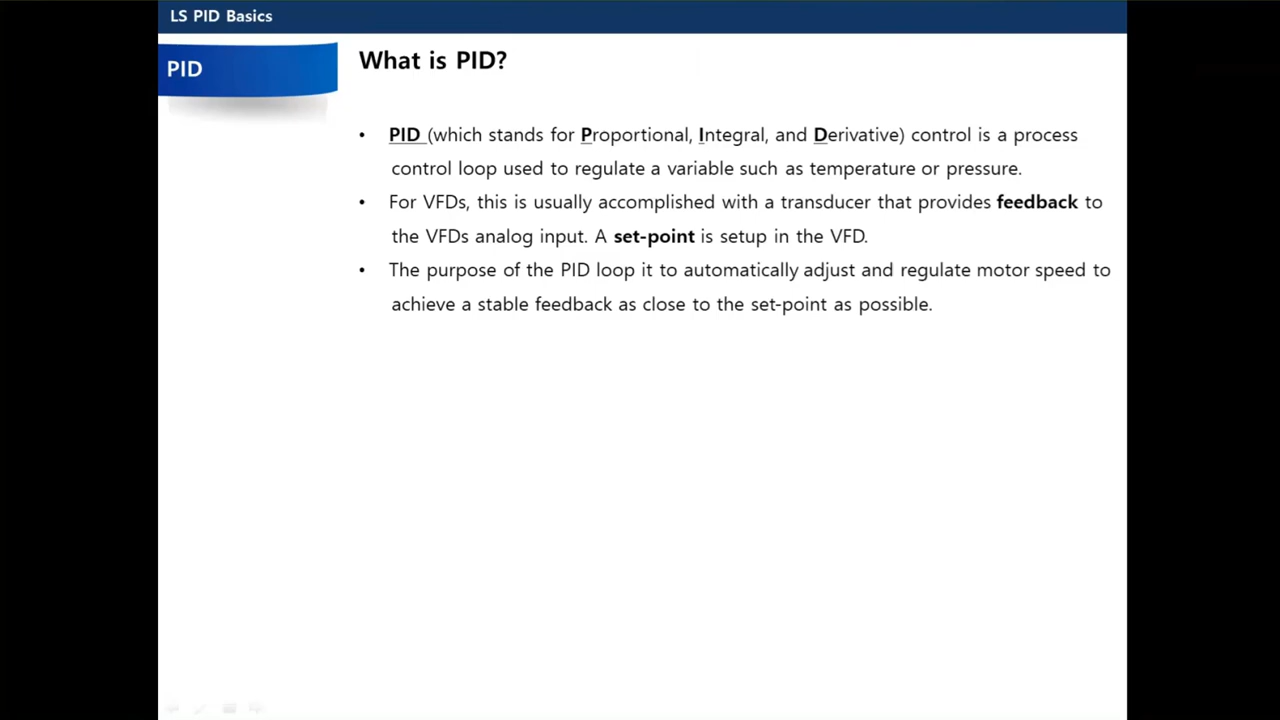 LS PID Basics
PID
What is PID?
• PID (which stands for Proportional, Integral, and Derivative) control is a process
control loop used to regulate a variable such as temperature or pressure.
• For VFDs, this is usually accomplished with a transducer that provides feedback to
the VFDs analog input. A set-point is setup in the VFD.
• The purpose of the PID loop it to automatically adjust and regulate motor speed to
achieve a stable feedback as close to the set-point as possible.